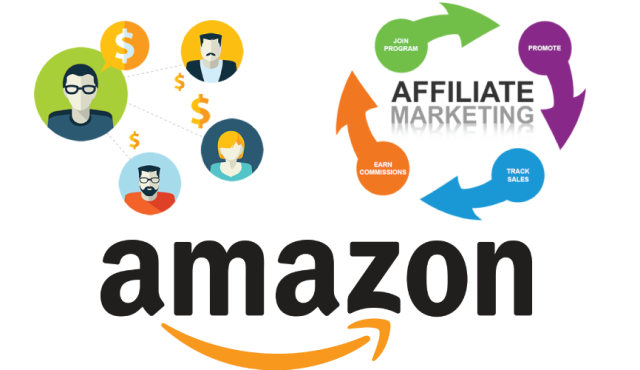 $
$
$
$
JOIN
PROGRAM
PROMOTE
AFFILIATE
MARKETING
EARN
COMMISSIONS
TRACK
SALES
amazon